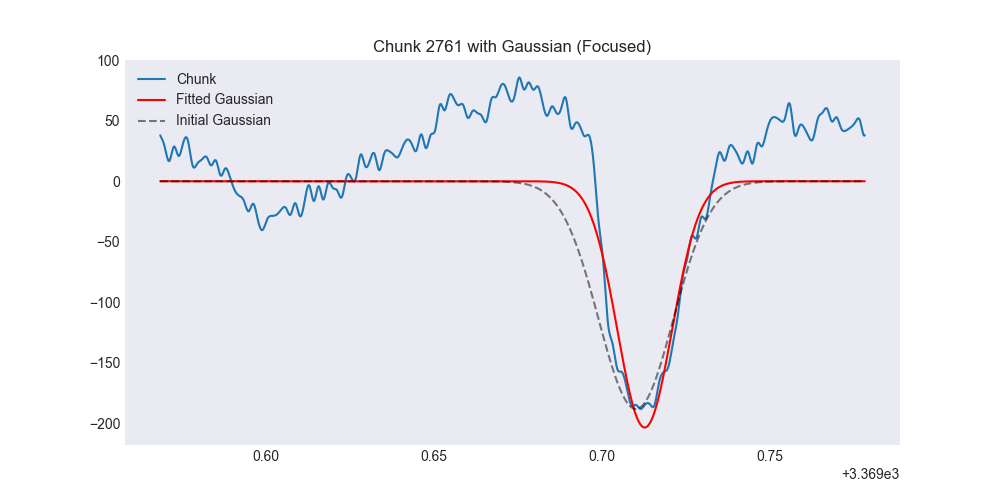 Chunk 2761 with Gaussian (Focused)
Chunk
Fitted Gaussian
Initial Gaussian
100
50
0
−50
−100
−150
−200
0.60 0.65 0.70 0.75
+3.369e3